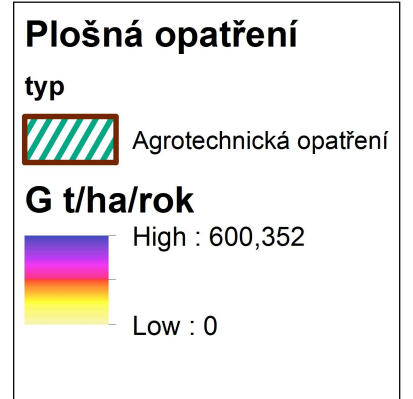 Plošná opatření
typ
Agrotechnická opatření
G t/ha/rok
High : 600,352
Low : 0